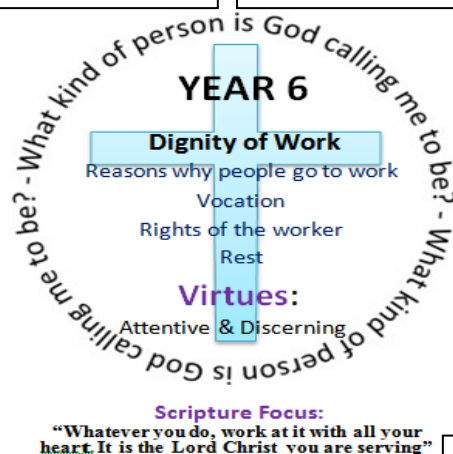 What kind of person is God calling me to be? - What kind of person is God calling me to be? -
YEAR 6
Dignity of Work
Reasons why people go to work
Vocation
Rights of the worker
Rest
Virtues:
Attentive & Discerning
Scripture Focus:
“Whatever you do, work at it with all your
heart. It is the Lord Christ you are serving”